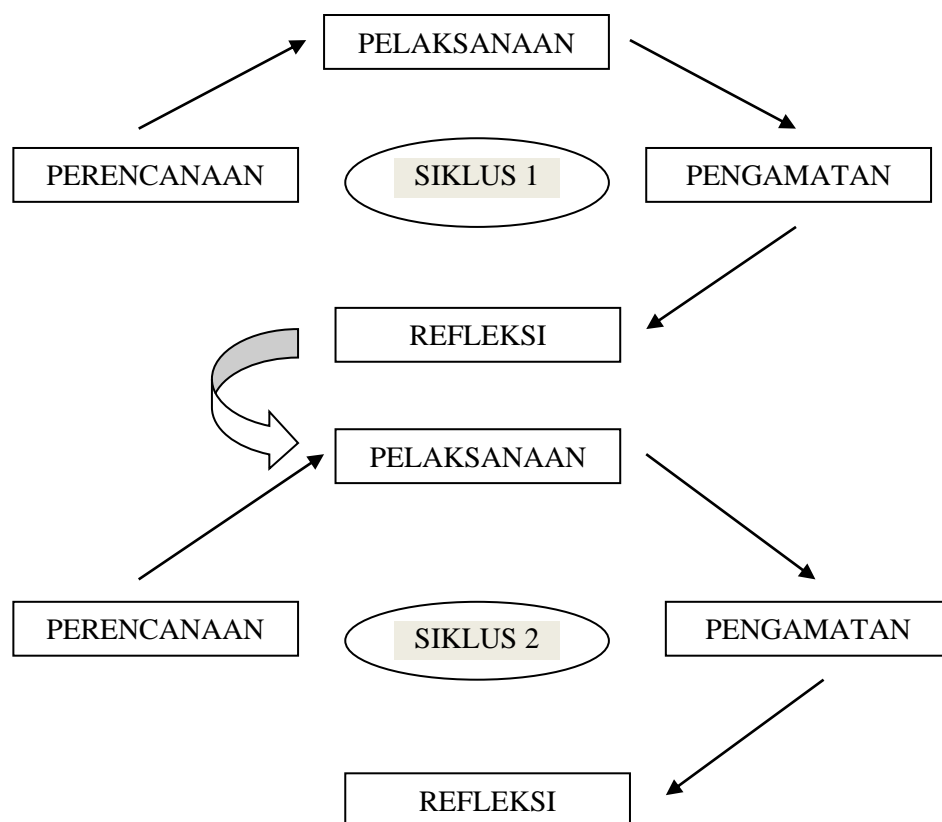 PELAKSANAAN
PERENCANAAN
SIKLUS 1
PENGAMATAN
REFLEKSI
PELAKSANAAN
PERENCANAAN
SIKLUS 2
PENGAMATAN
REFLEKSI